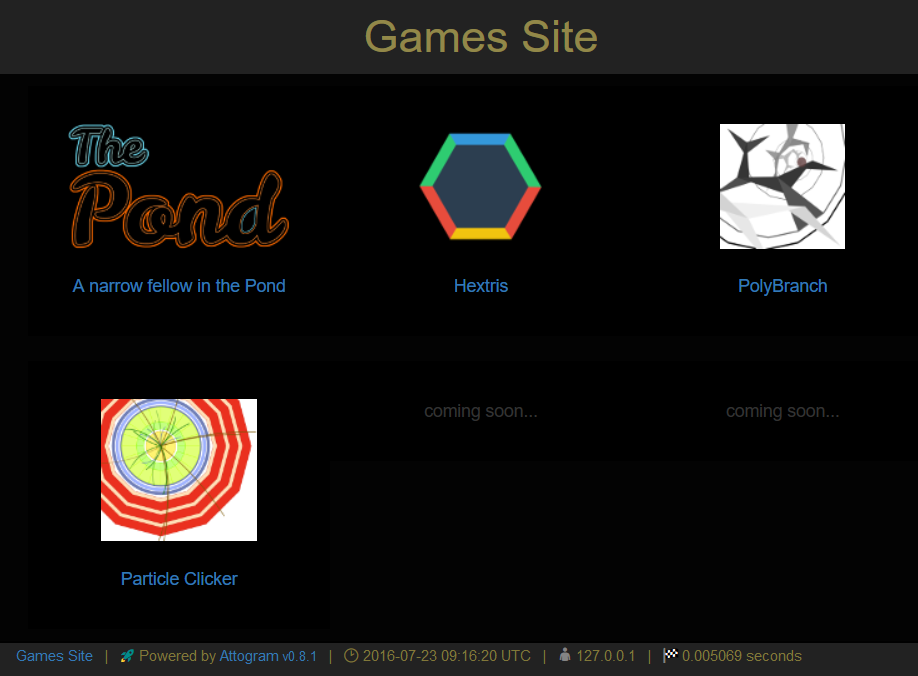 Games Site
The
Pond
A narrow fellow in the Pond
Hextris
PolyBranch
coming soon...
coming soon...
Particle Clicker
Games Site | Powered by Attogram v0.8.1 | 2016-07-23 09:16:20 UTC | 127.0.0.1 | 0.005069 seconds